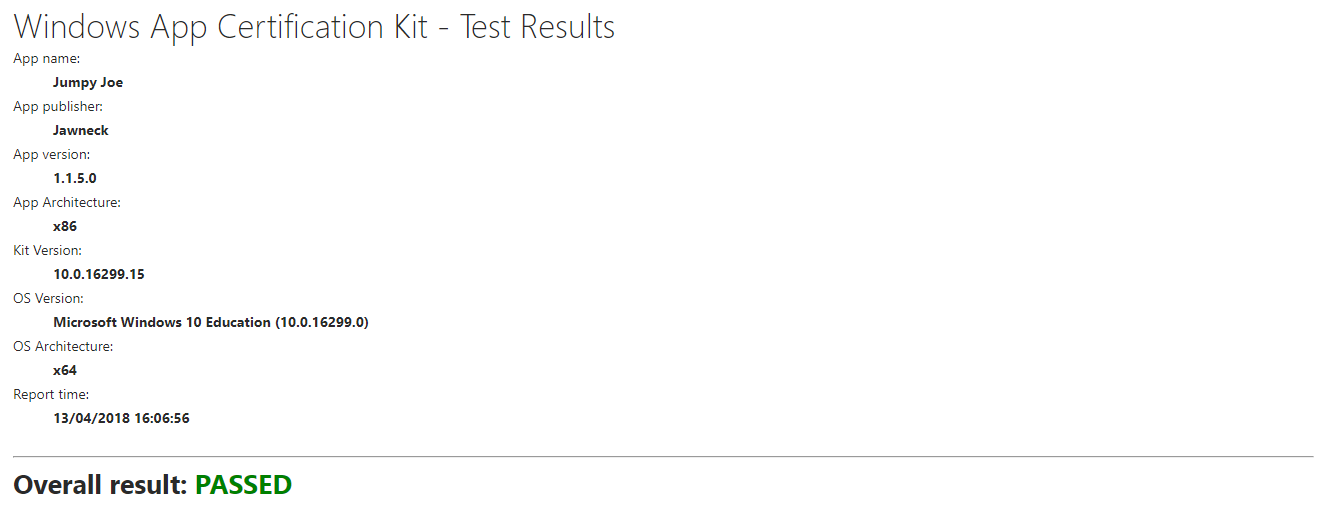 Windows App Certification Kit - Test Results
App name:
Jumpy Joe
App publisher:
Jawneck
App version:
1.1.5.0
App Architecture:
x86
Kit Version:
10.0.16299.15
OS Version:
Microsoft Windows 10 Education (10.0.16299.0)
OS Architecture:
x64
Report time:
13/04/2018 16:06:56
Overall result: PASSED